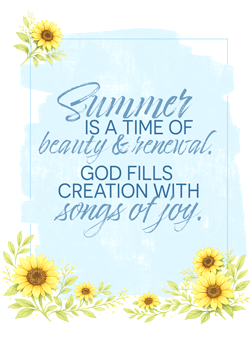 Summer
IS A TIME OF
beauty & renewal.
GOD FILLS
CREATION WITH
songs of joy.